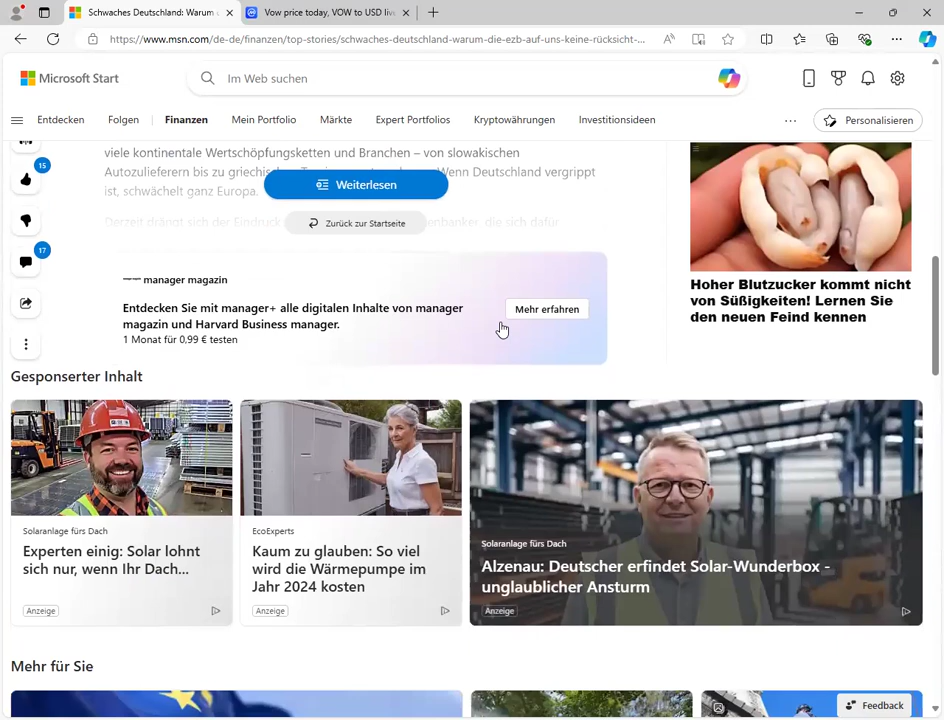 Schwaches Deutschland: Warum
Vow price today, VOW to USD live
https://www.msn.com/de-de/finanzen/top-stories/schwaches-deutschland-warum-die-ezb-auf-uns-keine-rücksicht-...
Microsoft Start
Im Web suchen
Entdecken
Folgen
Finanzen
Mein Portfolio
Märkte
Expert Portfolios
Kryptowährungen
Investitionsideen
...
Personalisieren
viele kontinentale Wertschöpfungsketten und Branchen – von slowakischen
Autozulieferern bis zu
Wenn Deutschland vergrippt
ist, schwächelt ganz Europa.
Weiterlesen
Derzeit drängt sich der Eindruck
die sich dafür
Zurück zur Startseite
15
17
manager magazin
Entdecken Sie mit manager+ alle digitalen Inhalte von manager
magazin und Harvard Business manager.
1 Monat für 0,99 € testen
Mehr erfahren
Hoher Blutzucker kommt nicht
von Süßigkeiten! Lernen Sie
den neuen Feind kennen
Gesponserter Inhalt
Solaranlage fürs Dach
Experten einig: Solar lohnt
sich nur, wenn Ihr Dach...
Anzeige
EcoExperts
Kaum zu glauben: So viel
wird die Wärmepumpe im
Jahr 2024 kosten
Anzeige
Solaranlage fürs Dach
Alzenau: Deutscher erfindet Solar-Wunderbox -
unglaublicher Ansturm
Anzeige
Mehr für Sie
Feedback